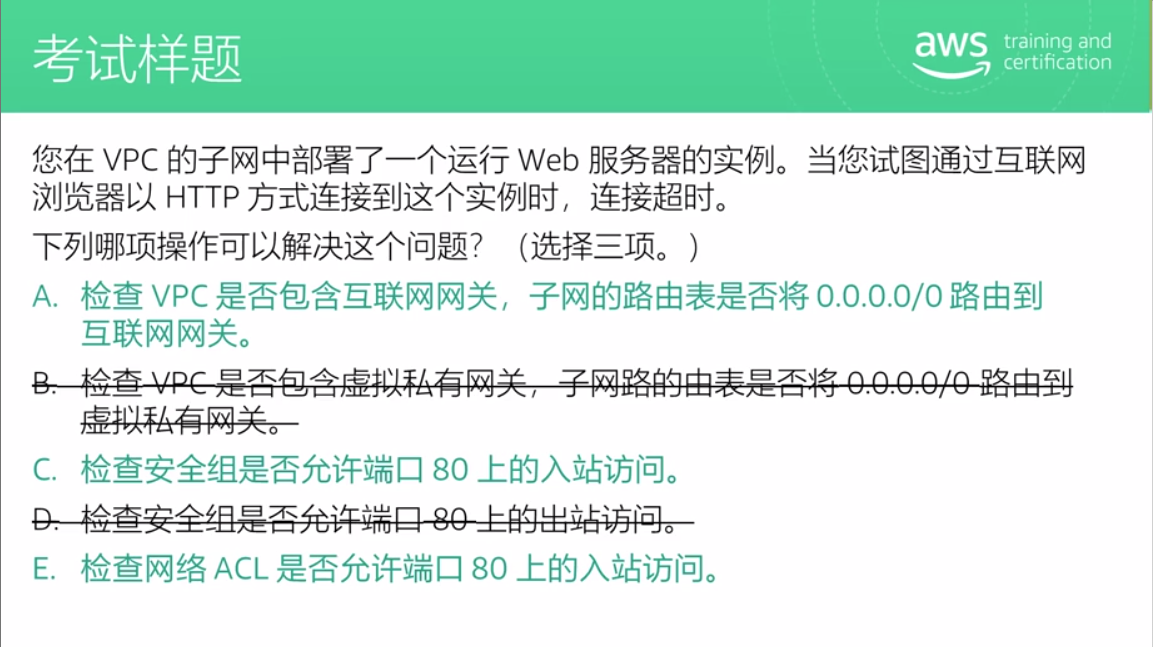 考试样题
aws training and
certification
您在 VPC 的子网中部署了一个运行 Web 服务器的实例。当您试图通过互联网
浏览器以 HTTP 方式连接到这个实例时，连接超时。
下列哪项操作可以解决这个问题？（选择三项。）
A. 检查 VPC 是否包含互联网网关，子网的路由表是否将 0.0.0.0/0 路由到
互联网网关。
B. 检查 VPC 是否包含虚拟私有网关，子网路的由表是否将 0.0.0.0/0 路由到
虚拟私有网关。
C. 检查安全组是否允许端口 80 上的入站访问。
D. 检查安全组是否允许端口 80 上的出站访问。
E. 检查网络 ACL 是否允许端口 80 上的入站访问。